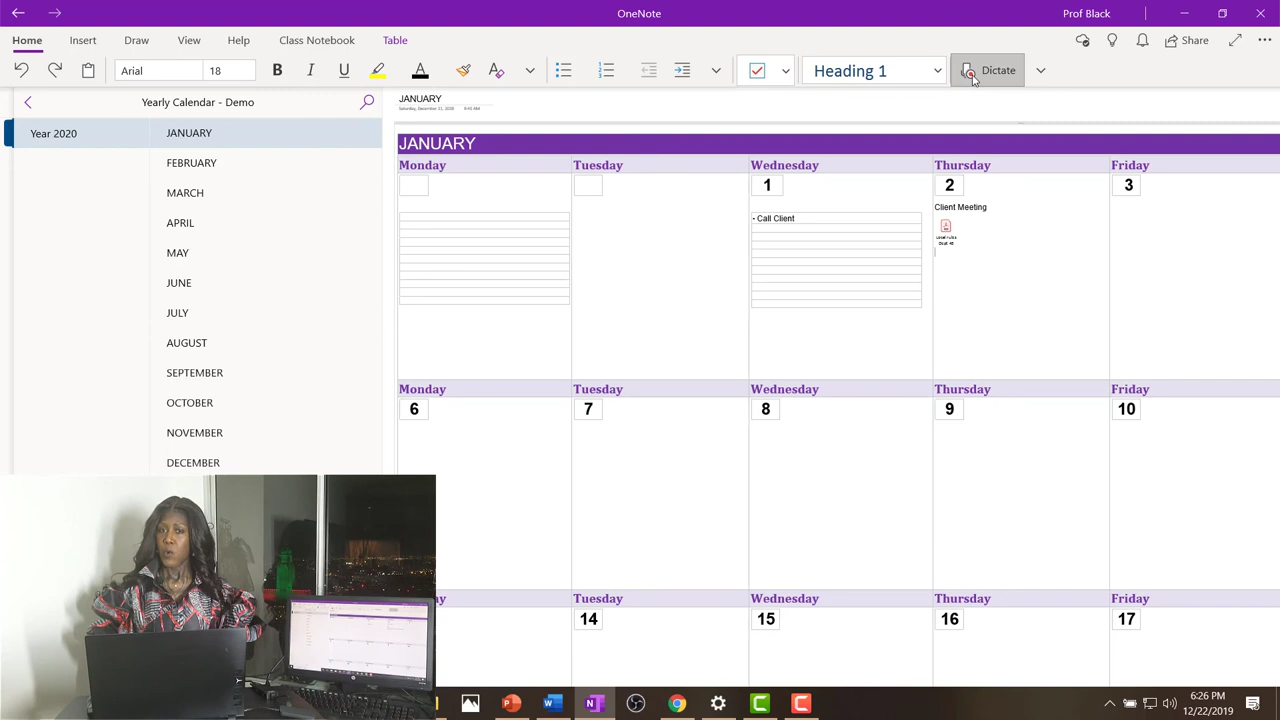 OneNote
Prof Black
Home
Insert
Draw
View
Help
Class Notebook
Table
Share
Arial
18
B
I
U
A
Heading 1
Dictate
Yearly Calendar - Demo
Year 2020
JANUARY
FEBRUARY
MARCH
APRIL
MAY
JUNE
JULY
AUGUST
SEPTEMBER
OCTOBER
NOVEMBER
DECEMBER
JANUARY
JANUARY
Monday
Tuesday
Wednesday
Thursday
Friday
1
2
3
- Call Client
Client Meeting
Monday
Tuesday
Wednesday
Thursday
Friday
6
7
8
9
10
Tuesday
Wednesday
Thursday
Friday
14
15
16
17
6:26 PM
12/22/2019